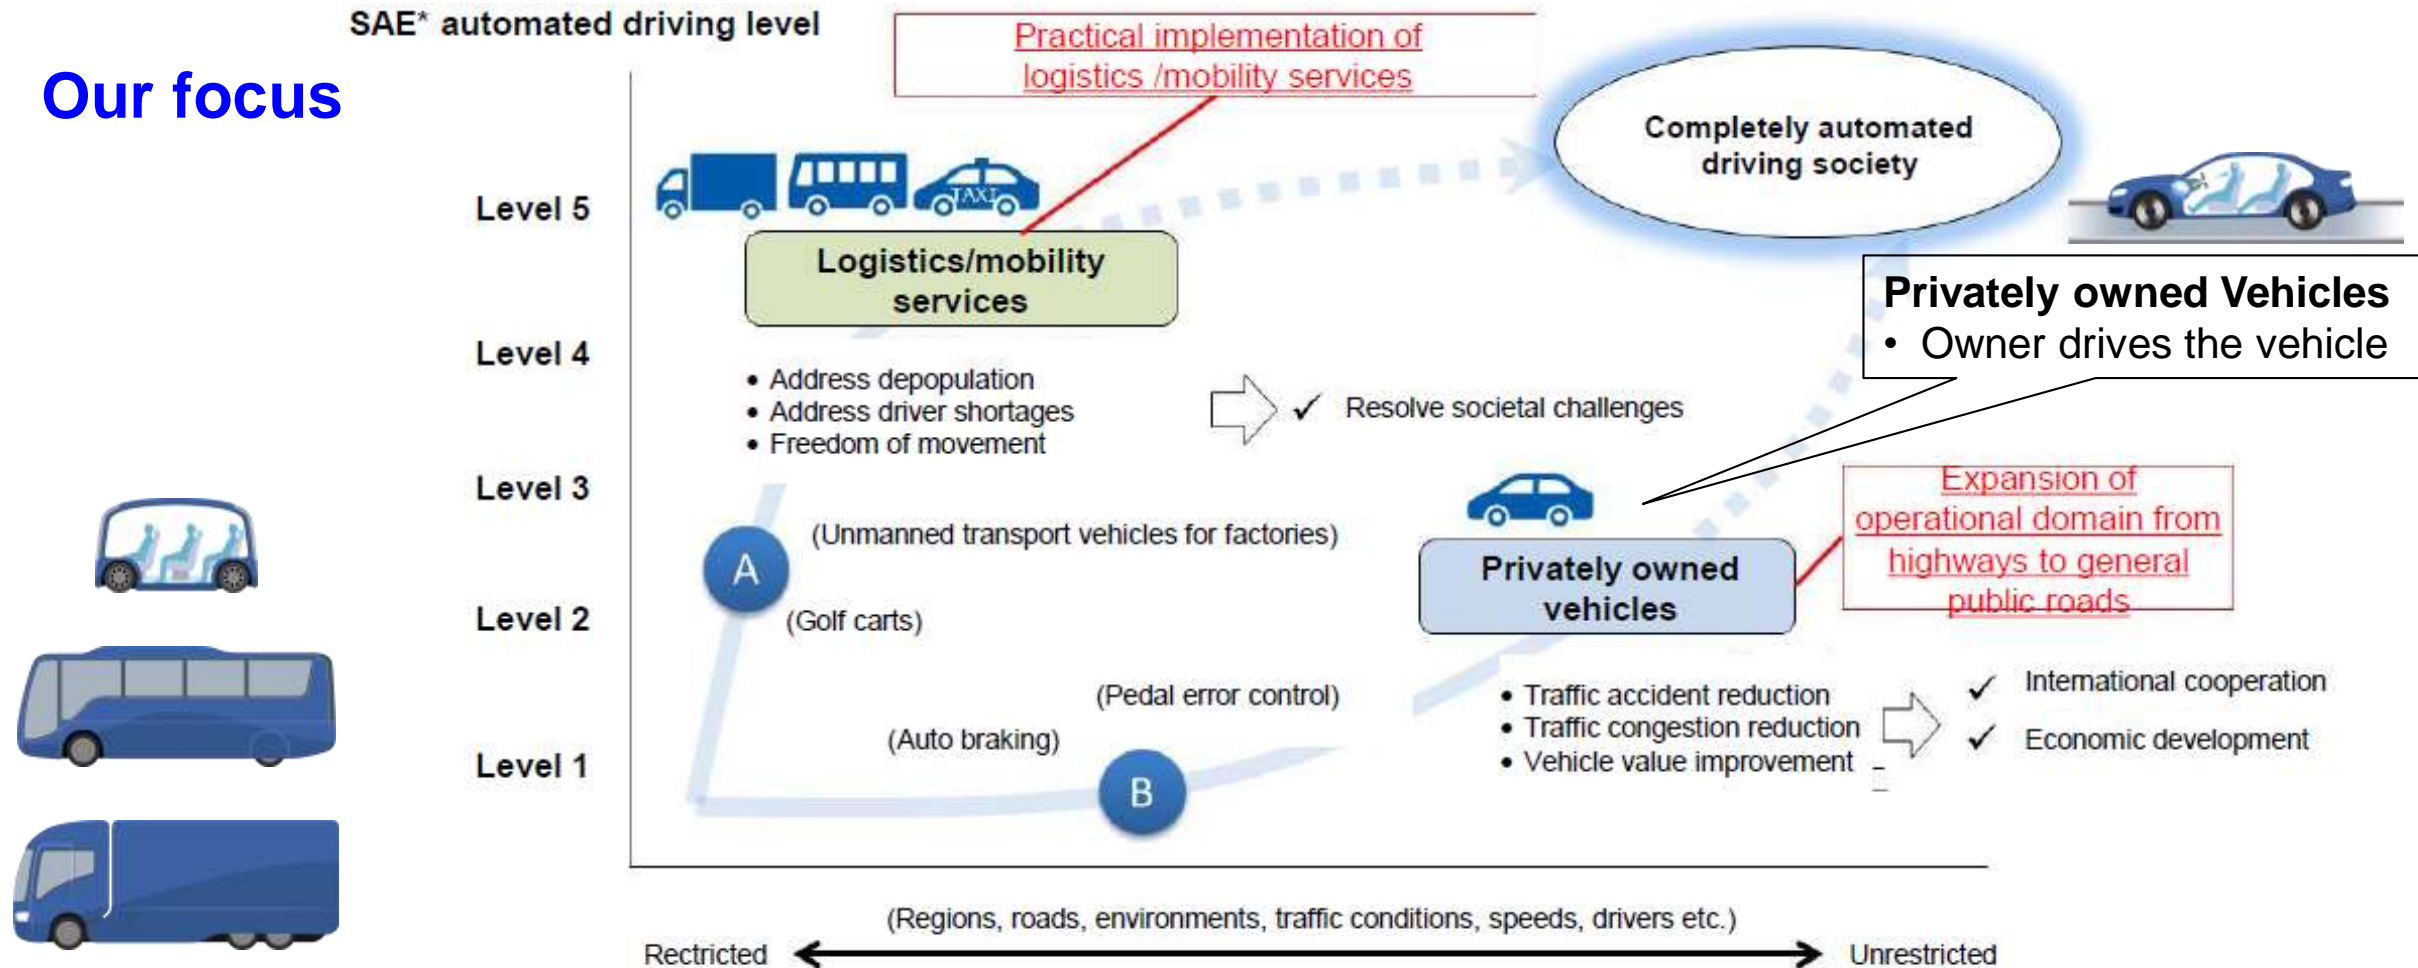 SAE* automated driving level
Our focus
Practical implementation of
logistics /mobility services
Completely automated
driving society
Level 5
TAXI
Logistics/mobility
services
Privately owned Vehicles
• Owner drives the vehicle
Level 4
• Address depopulation
• Address driver shortages
• Freedom of movement
✓ Resolve societal challenges
Level 3
Expansion of
operational domain from
highways to general
public roads
(Unmanned transport vehicles for factories)
A
Privately owned
vehicles
Level 2
(Golf carts)
(Pedal error control)
(Auto braking)
• Traffic accident reduction
• Traffic congestion reduction
• Vehicle value improvement
✓ International cooperation
✓ Economic development
Level 1
B
(Regions, roads, environments, traffic conditions, speeds, drivers etc.)
Rectricted
Unrestricted